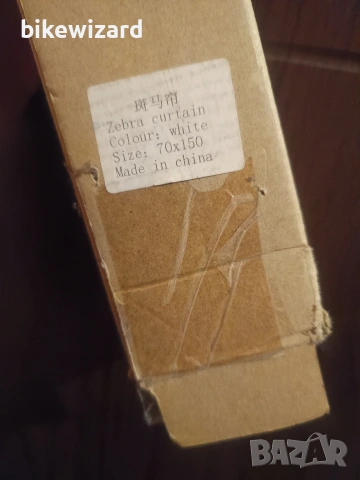 bikewizard
斑马帘
Zebra curtain
Colour: white
Size: 70x150
Made in china
BAZAR